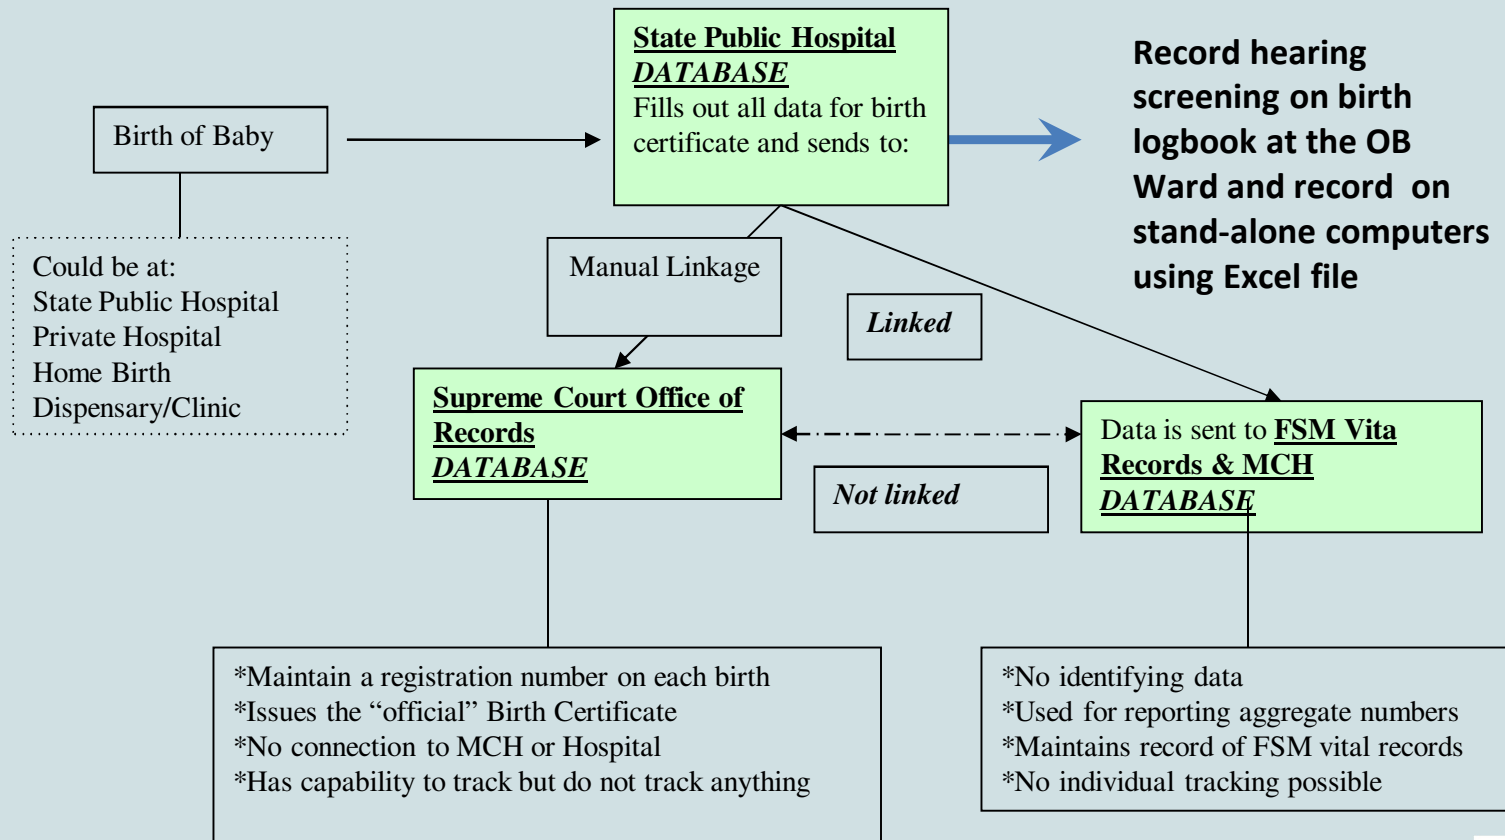 State Public Hospital
DATABASE
Fills out all data for birth
certificate and sends to:
Record hearing
screening on birth
logbook at the OB
Ward and record on
stand-alone computers
using Excel file
Birth of Baby
Could be at:
State Public Hospital
Private Hospital
Home Birth
Dispensary/Clinic
Manual Linkage
Linked
Supreme Court Office of
Records
DATABASE
Not linked
Data is sent to FSM Vita
Records & MCH
DATABASE
*Maintain a registration number on each birth
*Issues the “official” Birth Certificate
*No connection to MCH or Hospital
*Has capability to track but do not track anything
*No identifying data
*Used for reporting aggregate numbers
*Maintains record of FSM vital records
*No individual tracking possible